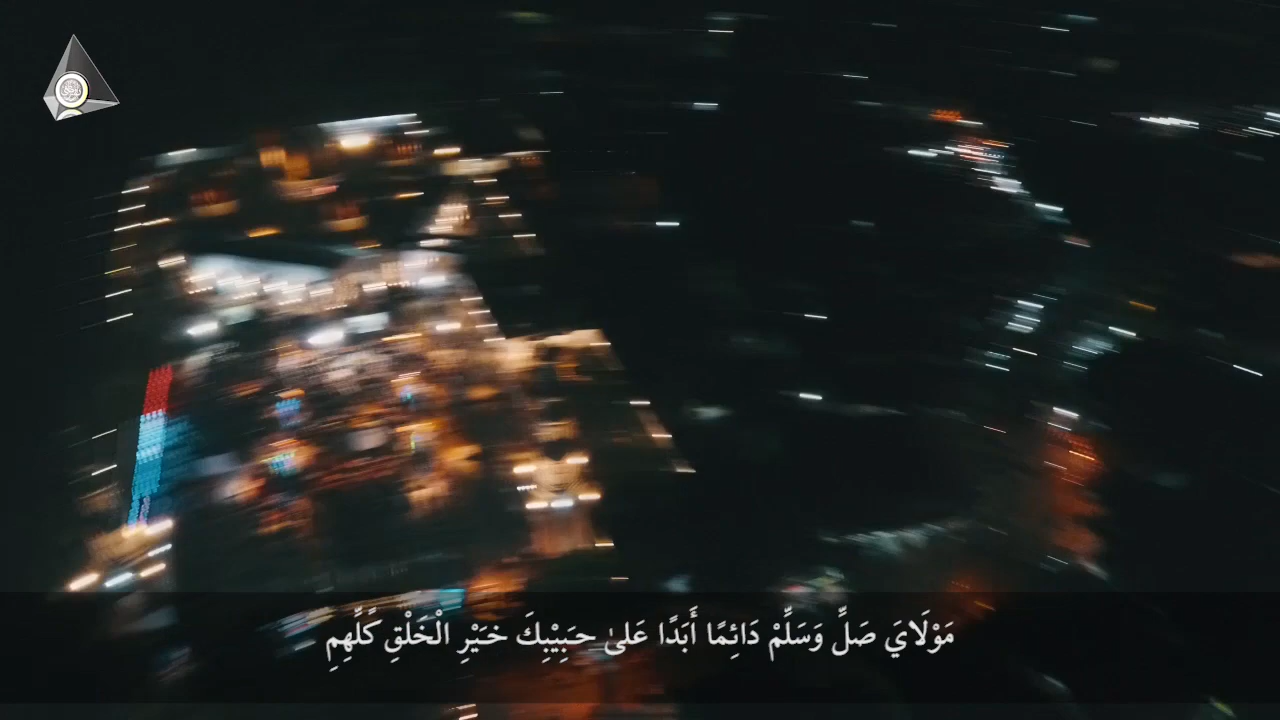 مَوْلَايَ صَلِّ وَسَلِّمْ دَائِمًا أَبَدًا عَلىٰ حَبِيْبِكَ خَيْرِ الْخَلْقِ كُلِّهِمِ